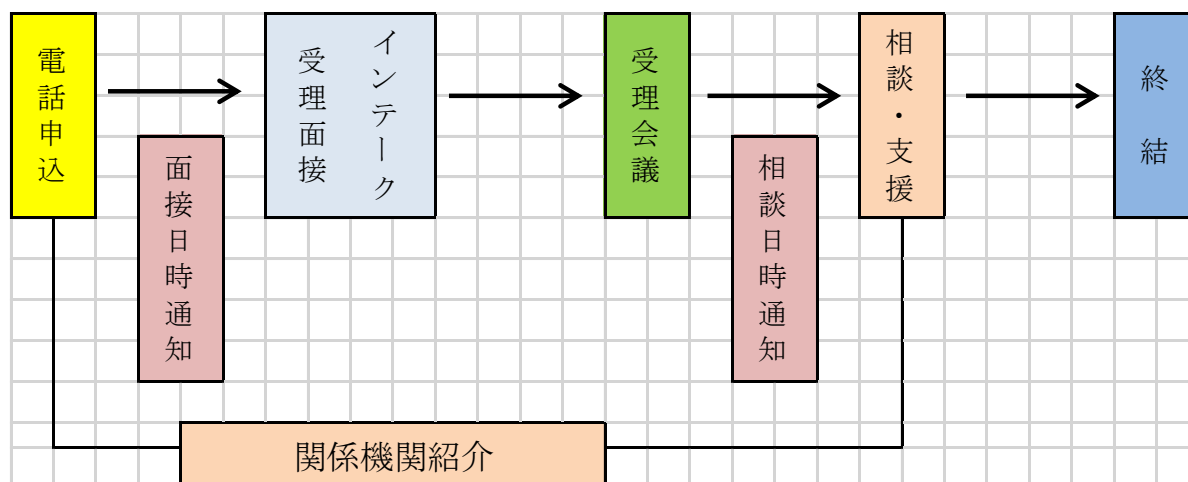 電話申込
面接日時通知
インテーク
受理面接
受理会議
相談日時通知
相談・支援
終結
関係機関紹介